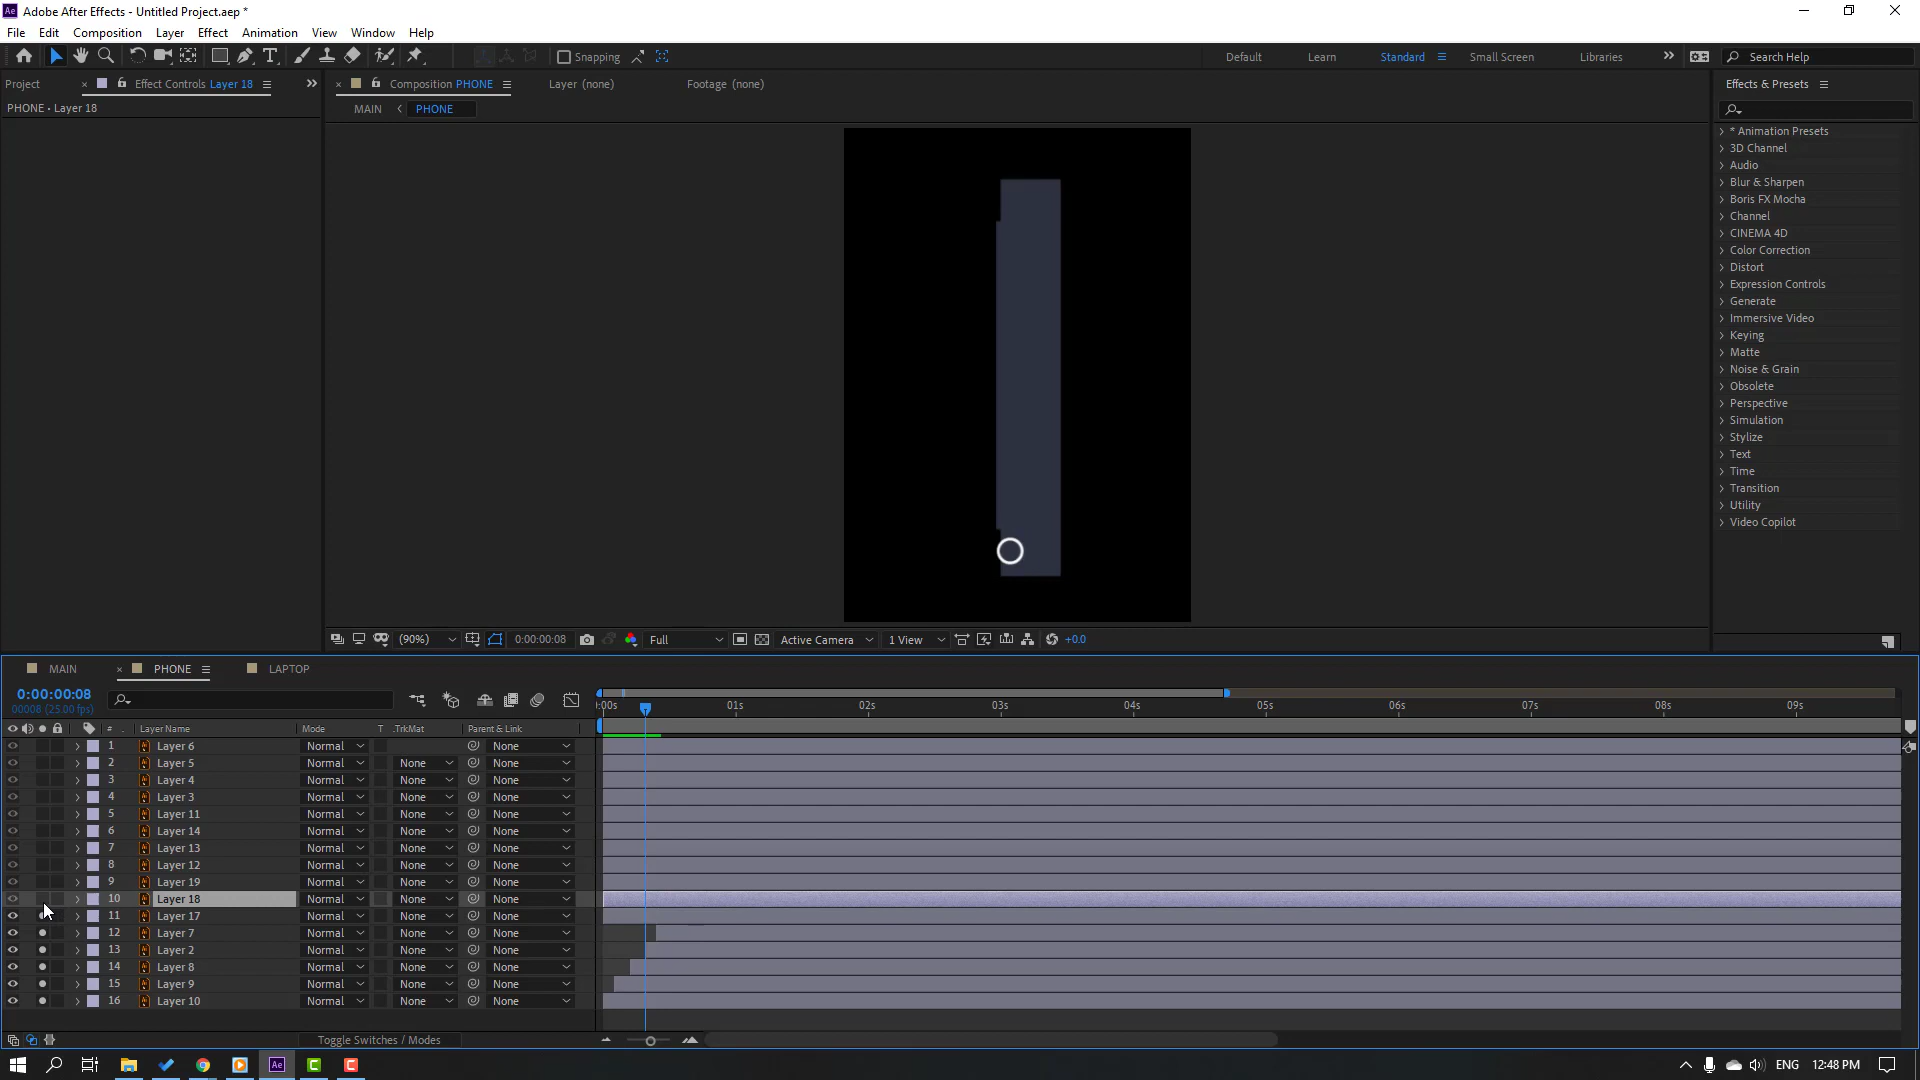 Adobe After Effects - Untitled Project.aep *
File Edit Composition Layer Effect Animation View Window Help
Snapping Default Learn Standard Small Screen Libraries Search Help
Project Effect Controls Layer 18 Composition PHONE Layer (none) Footage (none) Effects & Presets
PHONE • Layer 18
MAIN PHONE
* Animation Presets
3D Channel
Audio
Blur & Sharpen
Boris FX Mocha
Channel
CINEMA 4D
Color Correction
Distort
Expression Controls
Generate
Immersive Video
Keying
Matte
Noise & Grain
Obsolete
Perspective
Simulation
Stylize
Text
Time
Transition
Utility
Video Copilot
(90%) 0:00:00:08 Full Active Camera 1 View +0.0
MAIN PHONE LAPTOP
0:00:00:08
00008 (25.00 fps)
:00s 01s 02s 03s 04s 05s 06s 07s 08s 09s
# Layer Name Mode T .TrkMat Parent & Link
1 Layer 6 Normal None
2 Layer 5 Normal None None
3 Layer 4 Normal None None
4 Layer 3 Normal None None
5 Layer 11 Normal None None
6 Layer 14 Normal None None
7 Layer 13 Normal None None
8 Layer 12 Normal None None
9 Layer 19 Normal None None
10 Layer 18 Normal None None
11 Layer 17 Normal None None
12 Layer 7 Normal None None
13 Layer 2 Normal None None
14 Layer 8 Normal None None
15 Layer 9 Normal None None
16 Layer 10 Normal None None
Toggle Switches / Modes
ENG 12:48 PM